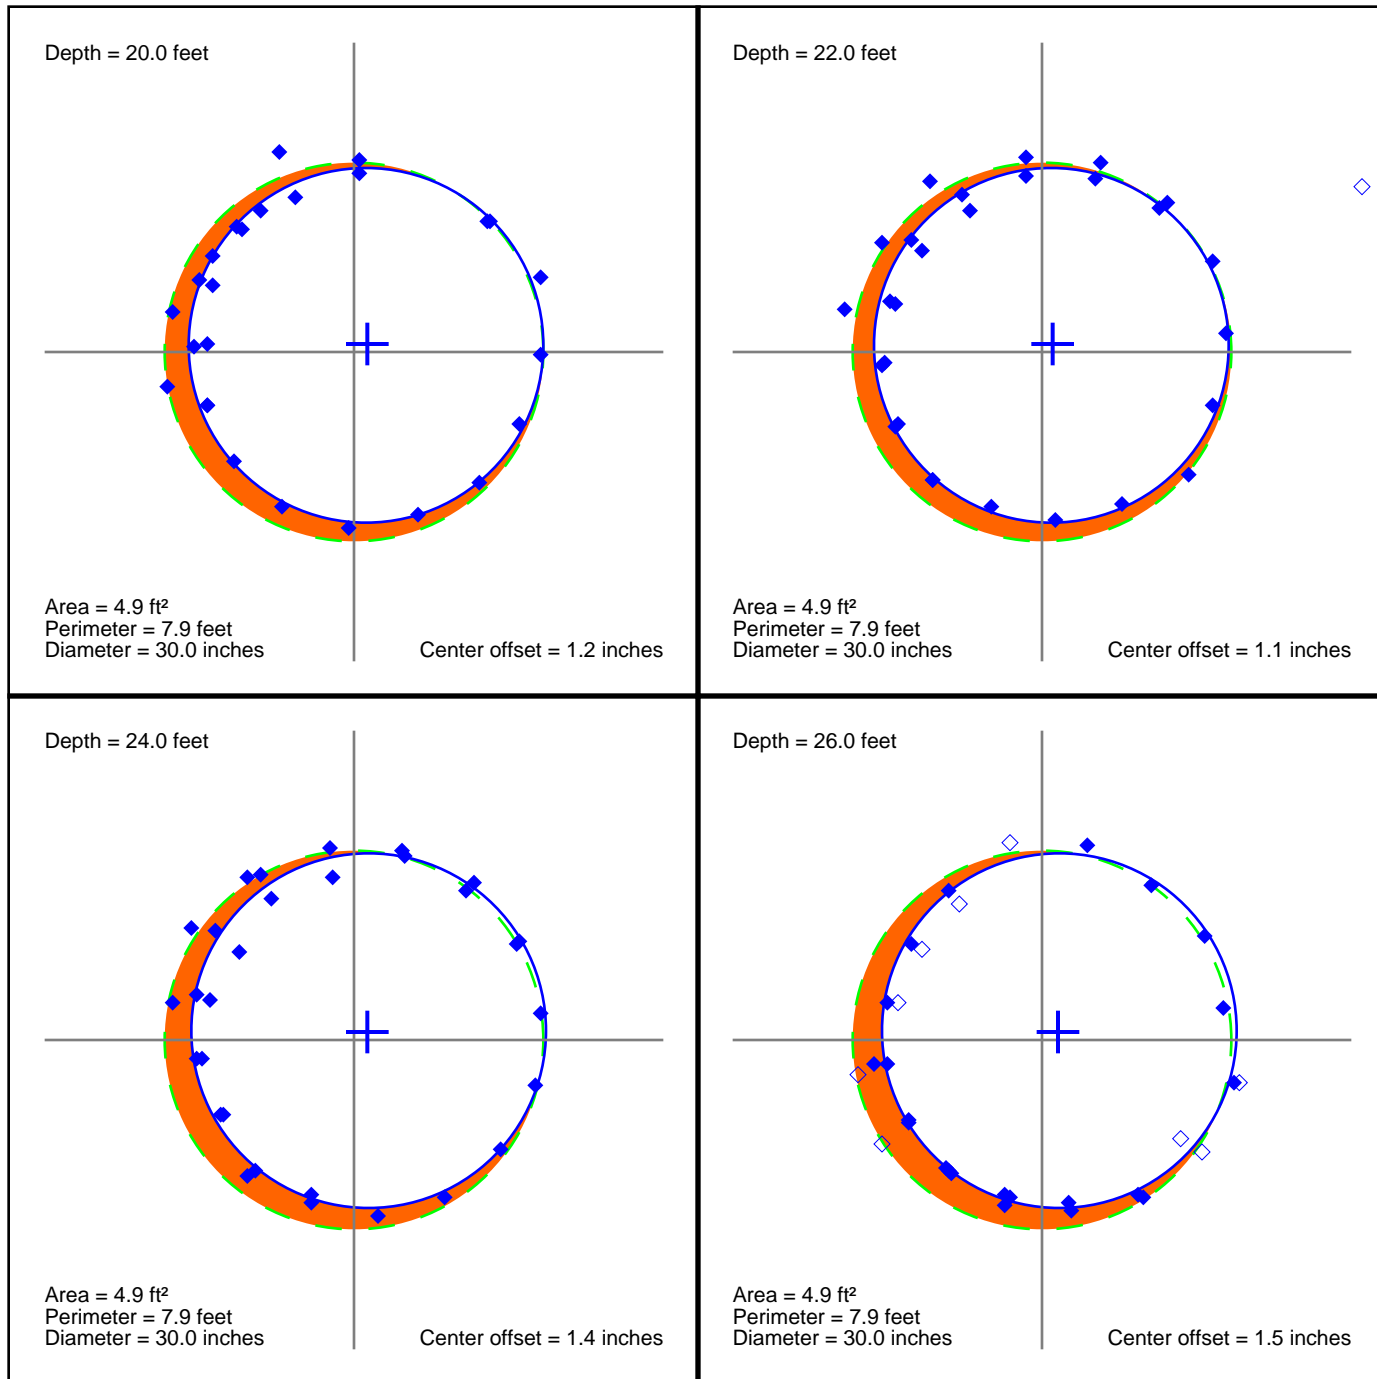 Depth = 20.0 feet
Area = 4.9 ft²
Perimeter = 7.9 feet
Diameter = 30.0 inches
Center offset = 1.2 inches
Depth = 22.0 feet
Area = 4.9 ft²
Perimeter = 7.9 feet
Diameter = 30.0 inches
Center offset = 1.1 inches
Depth = 24.0 feet
Area = 4.9 ft²
Perimeter = 7.9 feet
Diameter = 30.0 inches
Center offset = 1.4 inches
Depth = 26.0 feet
Area = 4.9 ft²
Perimeter = 7.9 feet
Diameter = 30.0 inches
Center offset = 1.5 inches